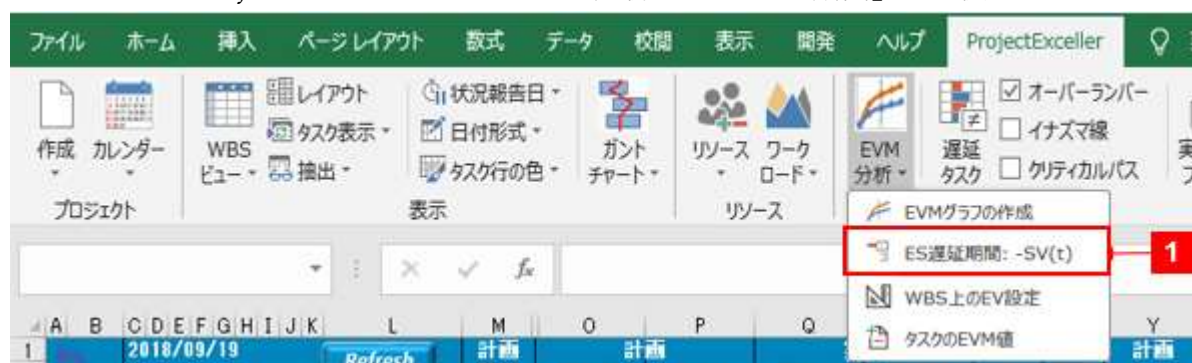 ファイル ホーム 挿入 ページレイアウト 数式 データ 校閲 表示 開発 ヘルプ ProjectExceller
作成 カレンダー
WBS
ビュー
レイアウト
タスク表示
抽出
状況報告日
日付形式
タスク行の色
ガント
チャート
リソース ワーク
ロード
EVM
分析
遅延
タスク
オーバーランバー
イナズマ線
クリティカルパス
プロジェクト 表示 リソース
EVMグラフの作成
ES遅延期間: -SV(t)
1
WBS上のEV設定
タスクのEVM値
fx
A B C D E F G H I J K L M O P Q Y
1 2018/09/19 Refresh 計画 計画 計画